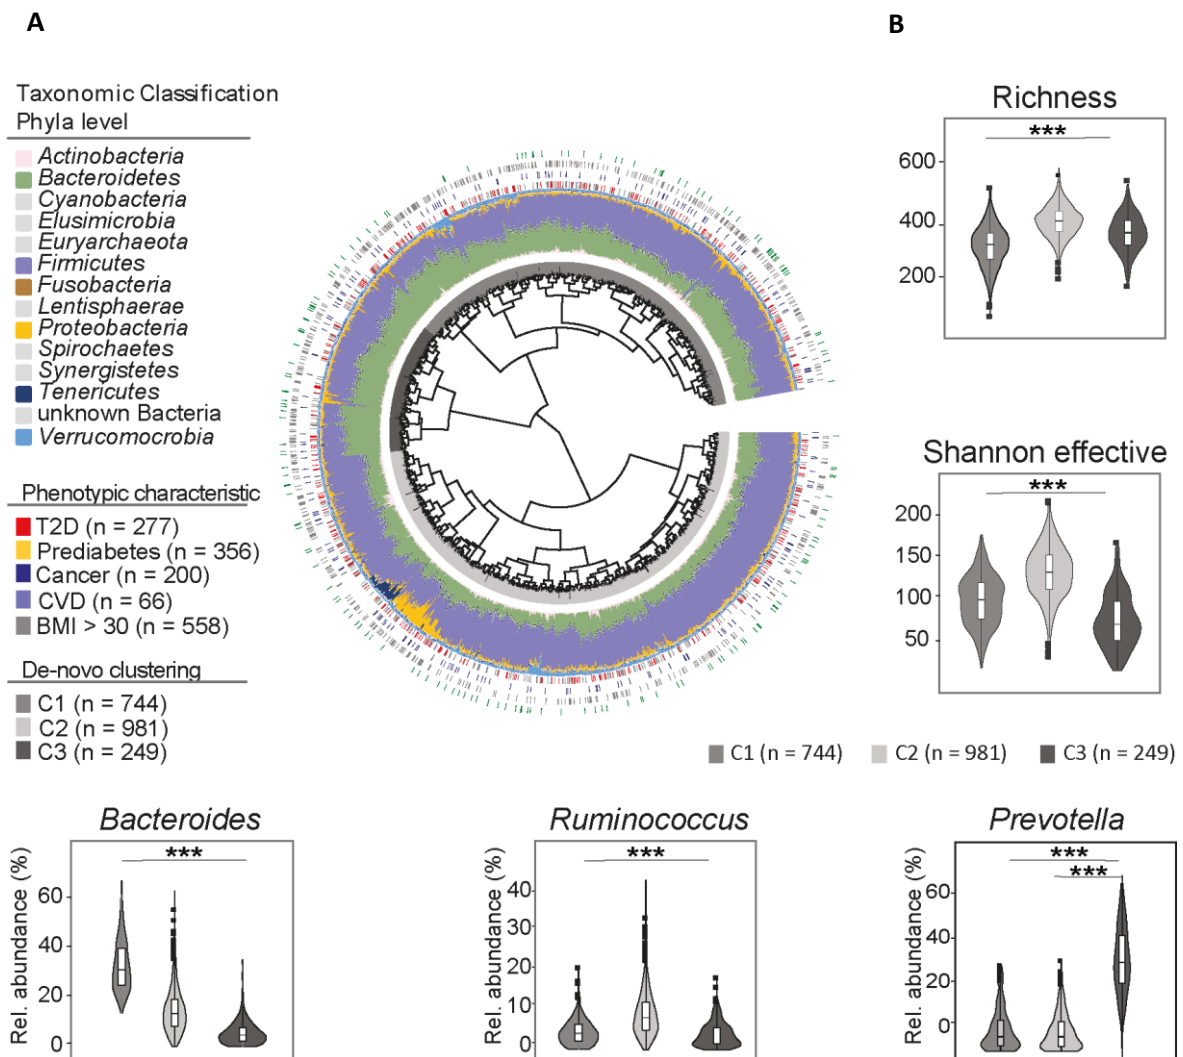 A
B
Taxonomic Classification
Phyla level
Actinobacteria
Bacteroidetes
Cyanobacteria
Elusimicrobia
Euryarchaeota
Firmicutes
Fusobacteria
Lentisphaerae
Proteobacteria
Spirochaetes
Synergistetes
Tenericutes
unknown Bacteria
Verrucomocrobia
Phenotypic characteristic
T2D (n = 277)
Prediabetes (n = 356)
Cancer (n = 200)
CVD (n = 66)
BMI > 30 (n = 558)
De-novo clustering
C1 (n = 744)
C2 (n = 981)
C3 (n = 249)
Richness
***
600
400
200
Shannon effective
***
200
150
100
50
C1 (n = 744) C2 (n = 981) C3 (n = 249)
Bacteroides
Rel. abundance (%)
***
60
40
20
0
Ruminococcus
Rel. abundance (%)
***
40
30
20
10
0
Prevotella
Rel. abundance (%)
***
***
60
40
20
0